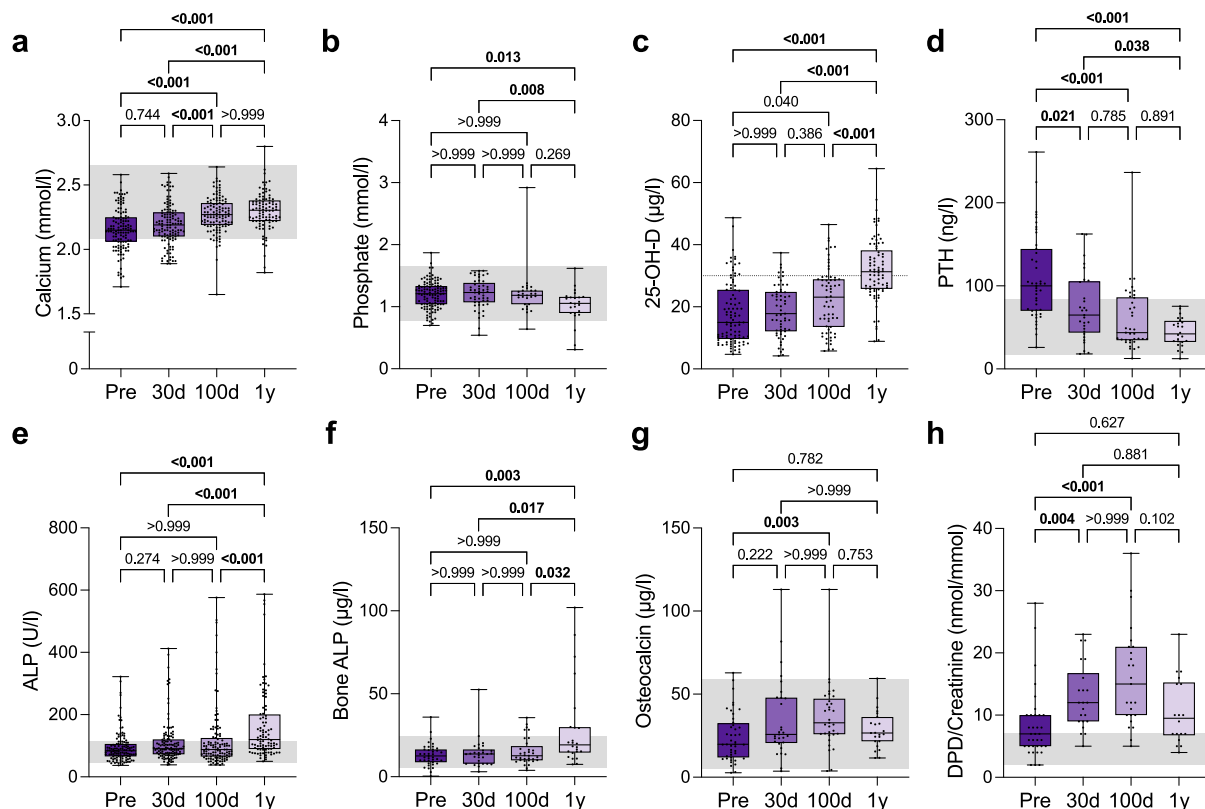 a
<0.001
<0.001
<0.001
0.744
<0.001
>0.999
Calcium (mmol/l)
3.0
2.5
2.0
1.5
0
Pre
30d
100d
1y
b
0.013
0.008
>0.999
>0.999
>0.999
0.269
Phosphate (mmol/l)
4
3
2
1
0
Pre
30d
100d
1y
c
<0.001
<0.001
0.040
>0.999
0.386
<0.001
25-OH-D (µg/l)
80
60
40
20
0
Pre
30d
100d
1y
d
<0.001
0.038
<0.001
0.021
0.785
0.891
PTH (ng/l)
300
200
100
0
Pre
30d
100d
1y
e
<0.001
<0.001
>0.999
0.274
>0.999
<0.001
ALP (U/l)
800
600
400
200
0
Pre
30d
100d
1y
f
0.003
0.017
>0.999
>0.999
>0.999
0.032
Bone ALP (µg/l)
150
100
50
0
Pre
30d
100d
1y
g
0.782
>0.999
0.003
0.222
>0.999
0.753
Osteocalcin (µg/l)
150
100
50
0
Pre
30d
100d
1y
h
0.627
0.881
<0.001
0.004
>0.999
0.102
DPD/Creatinine (nmol/mmol)
40
30
20
10
0
Pre
30d
100d
1y